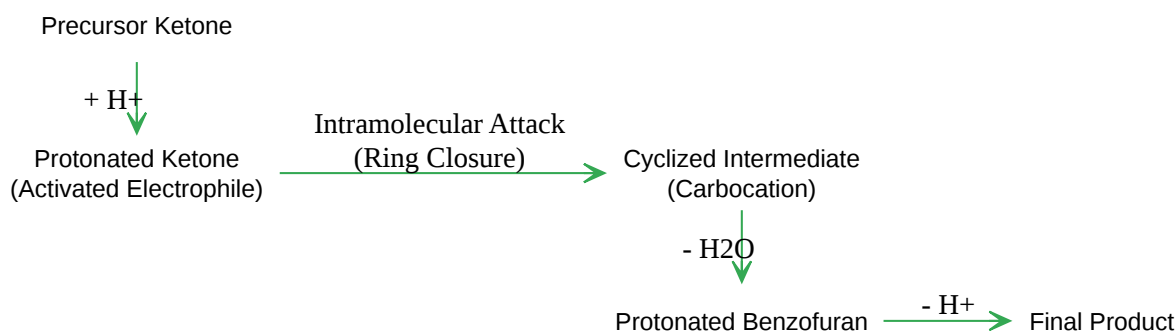 Precursor Ketone
+ H+
Intramolecular Attack
(Ring Closure)
Protonated Ketone
(Activated Electrophile)
Cyclized Intermediate
(Carbocation)
- H2O
Protonated Benzofuran
- H+
Final Product